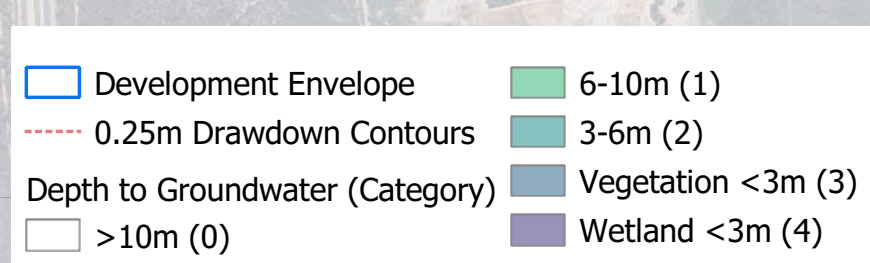 Development Envelope
0.25m Drawdown Contours
Depth to Groundwater (Category)
>10m (0)
6-10m (1)
3-6m (2)
Vegetation <3m (3)
Wetland <3m (4)